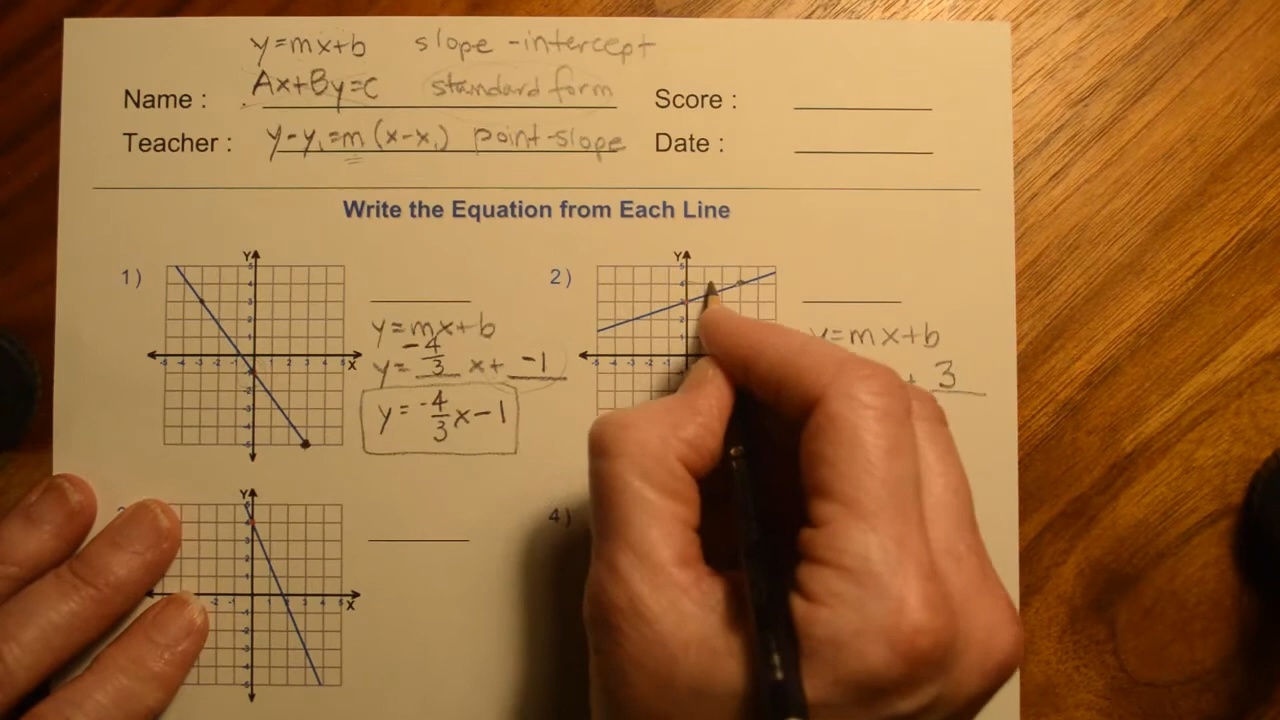 y=mx+b slope-intercept
Ax+By=C standard form
Name : Score :
y-y₁=m(x-x₁) point-slope
Teacher : Date :
Write the Equation from Each Line
1) Y X
y=mx+b
y= -4/3 x+ -1
y= -4/3 x-1
2) Y
y=mx+b
+ 3
Y X
4)